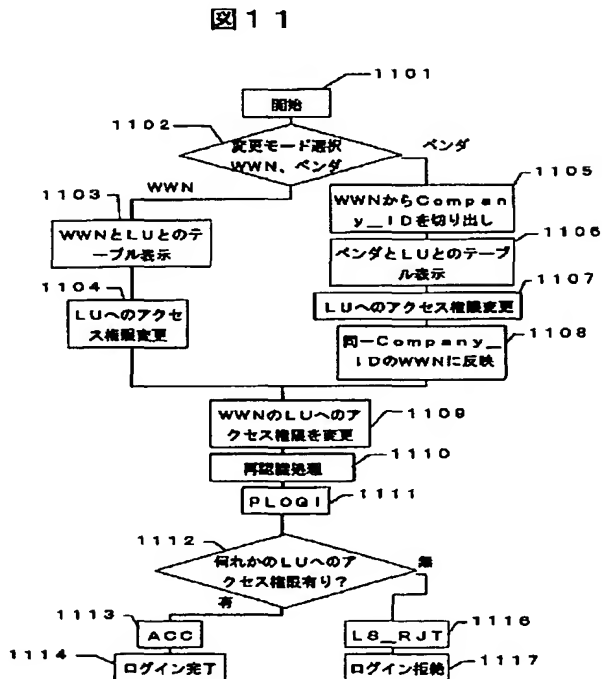 図11
1101
開始
1102
変更モード選択
WWN、ベンダ
ベンダ
WWN
1103
WWNとLUとのテ
ーブル表示
1104
LUへのアクセ
ス権限変更
1105
WWNからCompan
y_IDを切り出し
1106
ベンダとLUとのテー
ブル表示
1107
LUへのアクセス権限変更
1108
同一Company_
IDのWWNに反映
1109
WWNのLUへのア
クセス権限を変更
1110
再認識処理
1111
PLOGI
1112
何れかのLUへのア
クセス権限有り?
有
無
1113
ACC
1114
ログイン完了
1116
LS_RJT
1117
ログイン拒絶